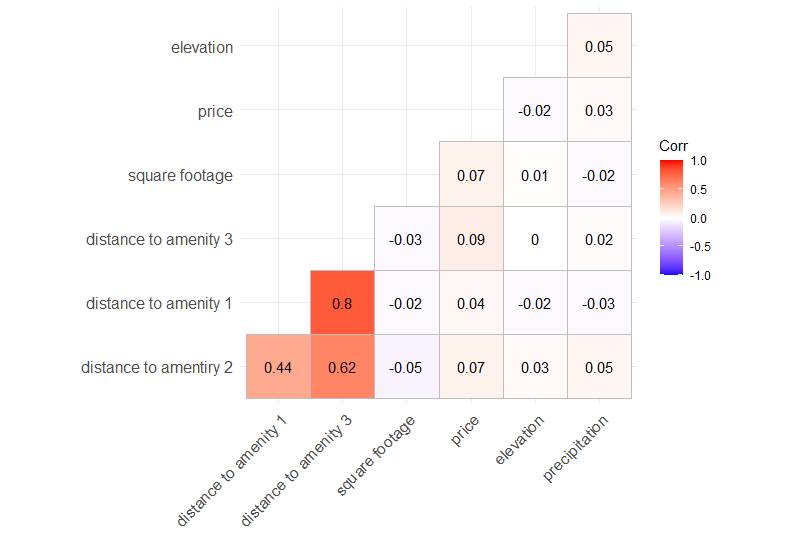 elevation 0.05
price -0.02 0.03
square footage 0.07 0.01 -0.02
distance to amenity 3 -0.03 0.09 0 0.02
distance to amenity 1 0.8 -0.02 0.04 -0.02 -0.03
distance to amentiry 2 0.44 0.62 -0.05 0.07 0.03 0.05
distance to amenity 1
distance to amenity 3
square footage
price
elevation
precipitation
Corr
1.0
0.5
0.0
-0.5
-1.0